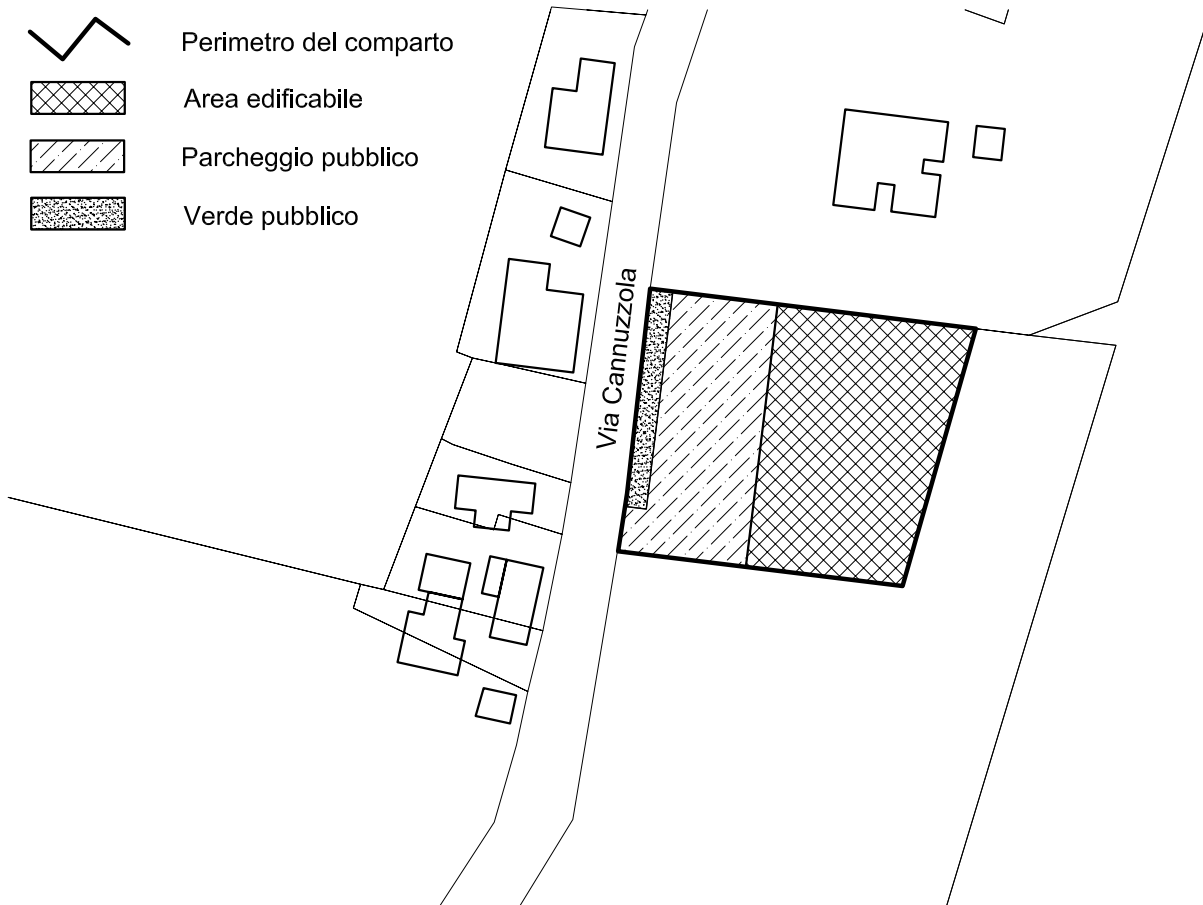 Perimetro del comparto
Area edificabile
Parcheggio pubblico
Verde pubblico
Via Cannuzzola